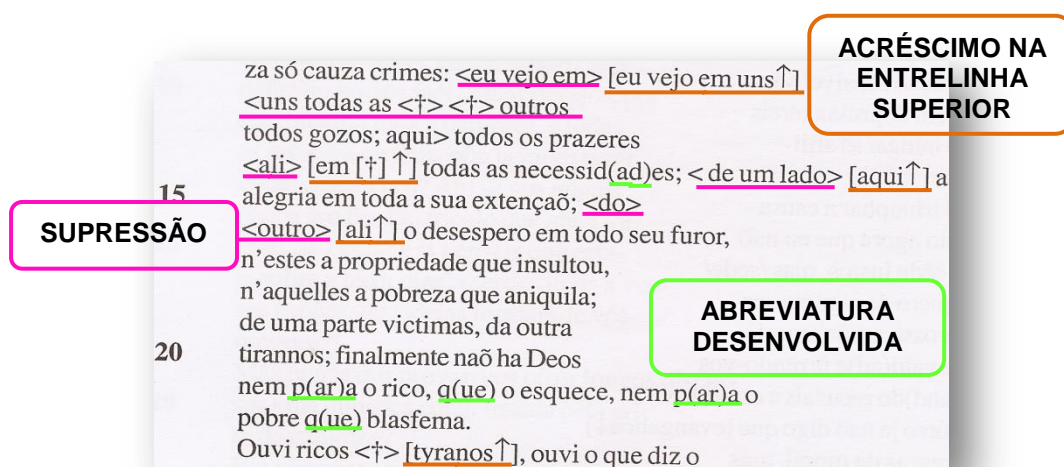 ACRÉSCIMO NA
ENTRELINHA
SUPERIOR
za só cauza crimes: <eu vejo em> [eu vejo em uns↑]
<uns todas as <†> <†> outros
todos gozos; aqui> todos os prazeres
<ali> [em [†] ↑] todas as necessid(ad)es; < de um lado> [aqui↑] a
15 alegria em toda a sua extençaõ; <do>
SUPRESSÃO
<outro> [ali↑] o desespero em todo seu furor,
n’estes a propriedade que insultou,
n’aquelles a pobreza que aniquila;
ABREVIATURA
DESENVOLVIDA
de uma parte victimas, da outra
20 tirannos; finalmente naõ ha Deos
nem p(ar)a o rico, q(ue) o esquece, nem p(ar)a o
pobre q(ue) blasfema.
Ouvi ricos <†> [tyranos↑], ouvi o que diz o